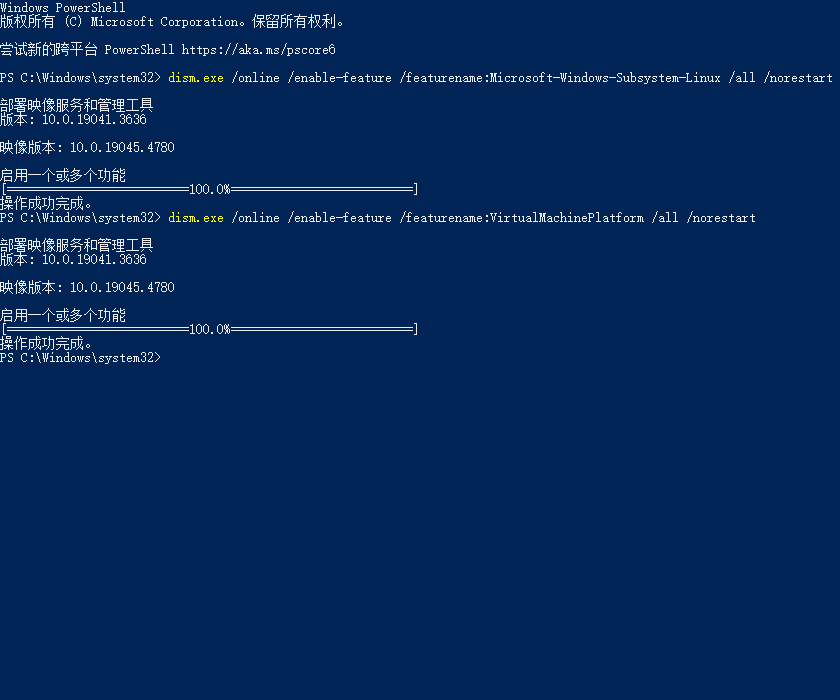 Windows PowerShell
版权所有 (C) Microsoft Corporation。保留所有权利。
尝试新的跨平台 PowerShell https://aka.ms/pscore6
PS C:\Windows\system32> dism.exe /online /enable-feature /featurename:Microsoft-Windows-Subsystem-Linux /all /norestart
部署映像服务和管理工具
版本: 10.0.19041.3636
映像版本: 10.0.19045.4780
启用一个或多个功能
[==========================100.0%==========================]
操作成功完成。
PS C:\Windows\system32> dism.exe /online /enable-feature /featurename:VirtualMachinePlatform /all /norestart
部署映像服务和管理工具
版本: 10.0.19041.3636
映像版本: 10.0.19045.4780
启用一个或多个功能
[==========================100.0%==========================]
操作成功完成。
PS C:\Windows\system32>